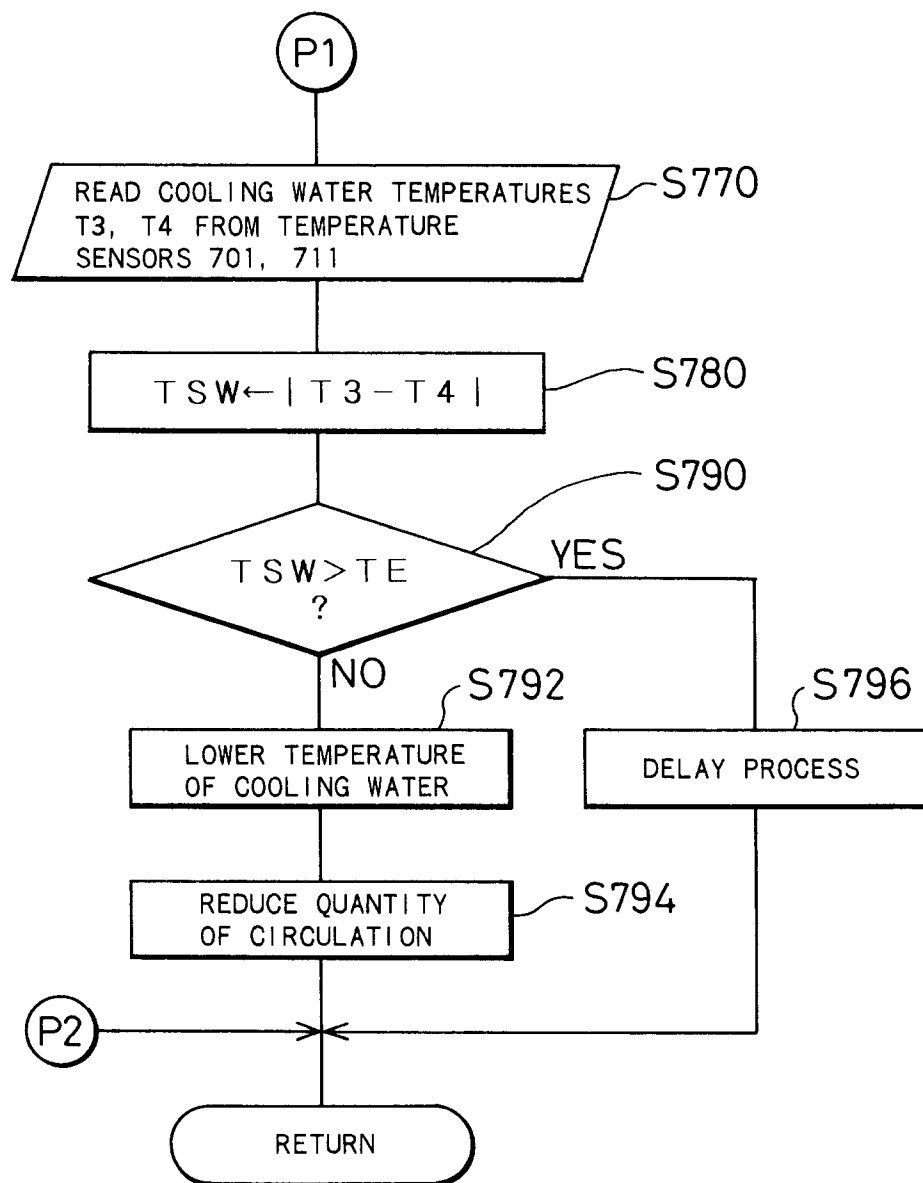 P1
READ COOLING WATER TEMPERATURES
T3, T4 FROM TEMPERATURE
SENSORS 701, 711
S770
TSW←|T3-T4|
S780
S790
TSW>TE
?
YES
NO
S792
LOWER TEMPERATURE
OF COOLING WATER
S796
DELAY PROCESS
REDUCE QUANTITY
OF CIRCULATION
S794
P2
RETURN